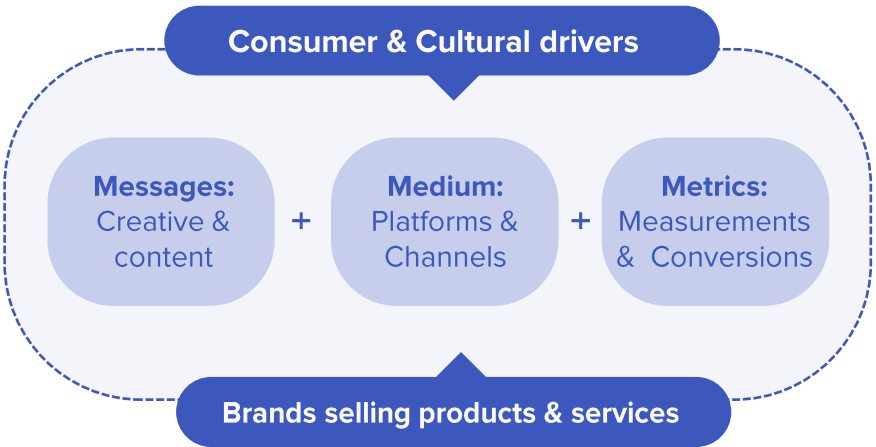 Consumer & Cultural drivers
Messages:
Creative &
content
+
Medium:
Platforms &
Channels
+
Metrics:
Measurements
& Conversions
Brands selling products & services